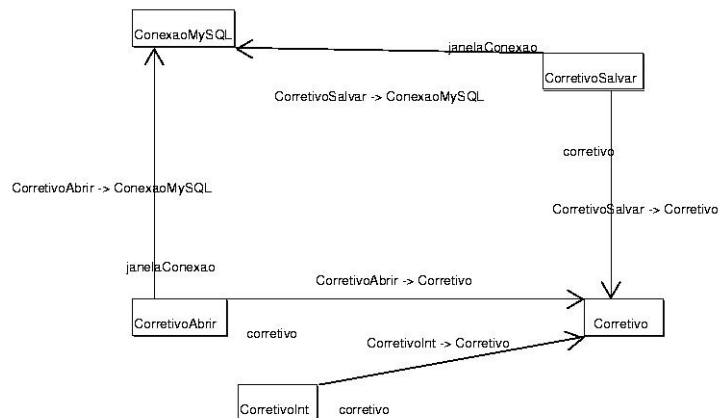 ConexaoMySQL
janelaConexao
CorretivoSalvar
CorretivoSalvar -> ConexaoMySQL
corretivo
CorretivoAbrir -> ConexaoMySQL
CorretivoSalvar -> Corretivo
janelaConexao
CorretivoAbrir -> Corretivo
CorretivoAbrir
corretivo
Corretivo
CorretivoInt -> Corretivo
CorretivoInt
corretivo